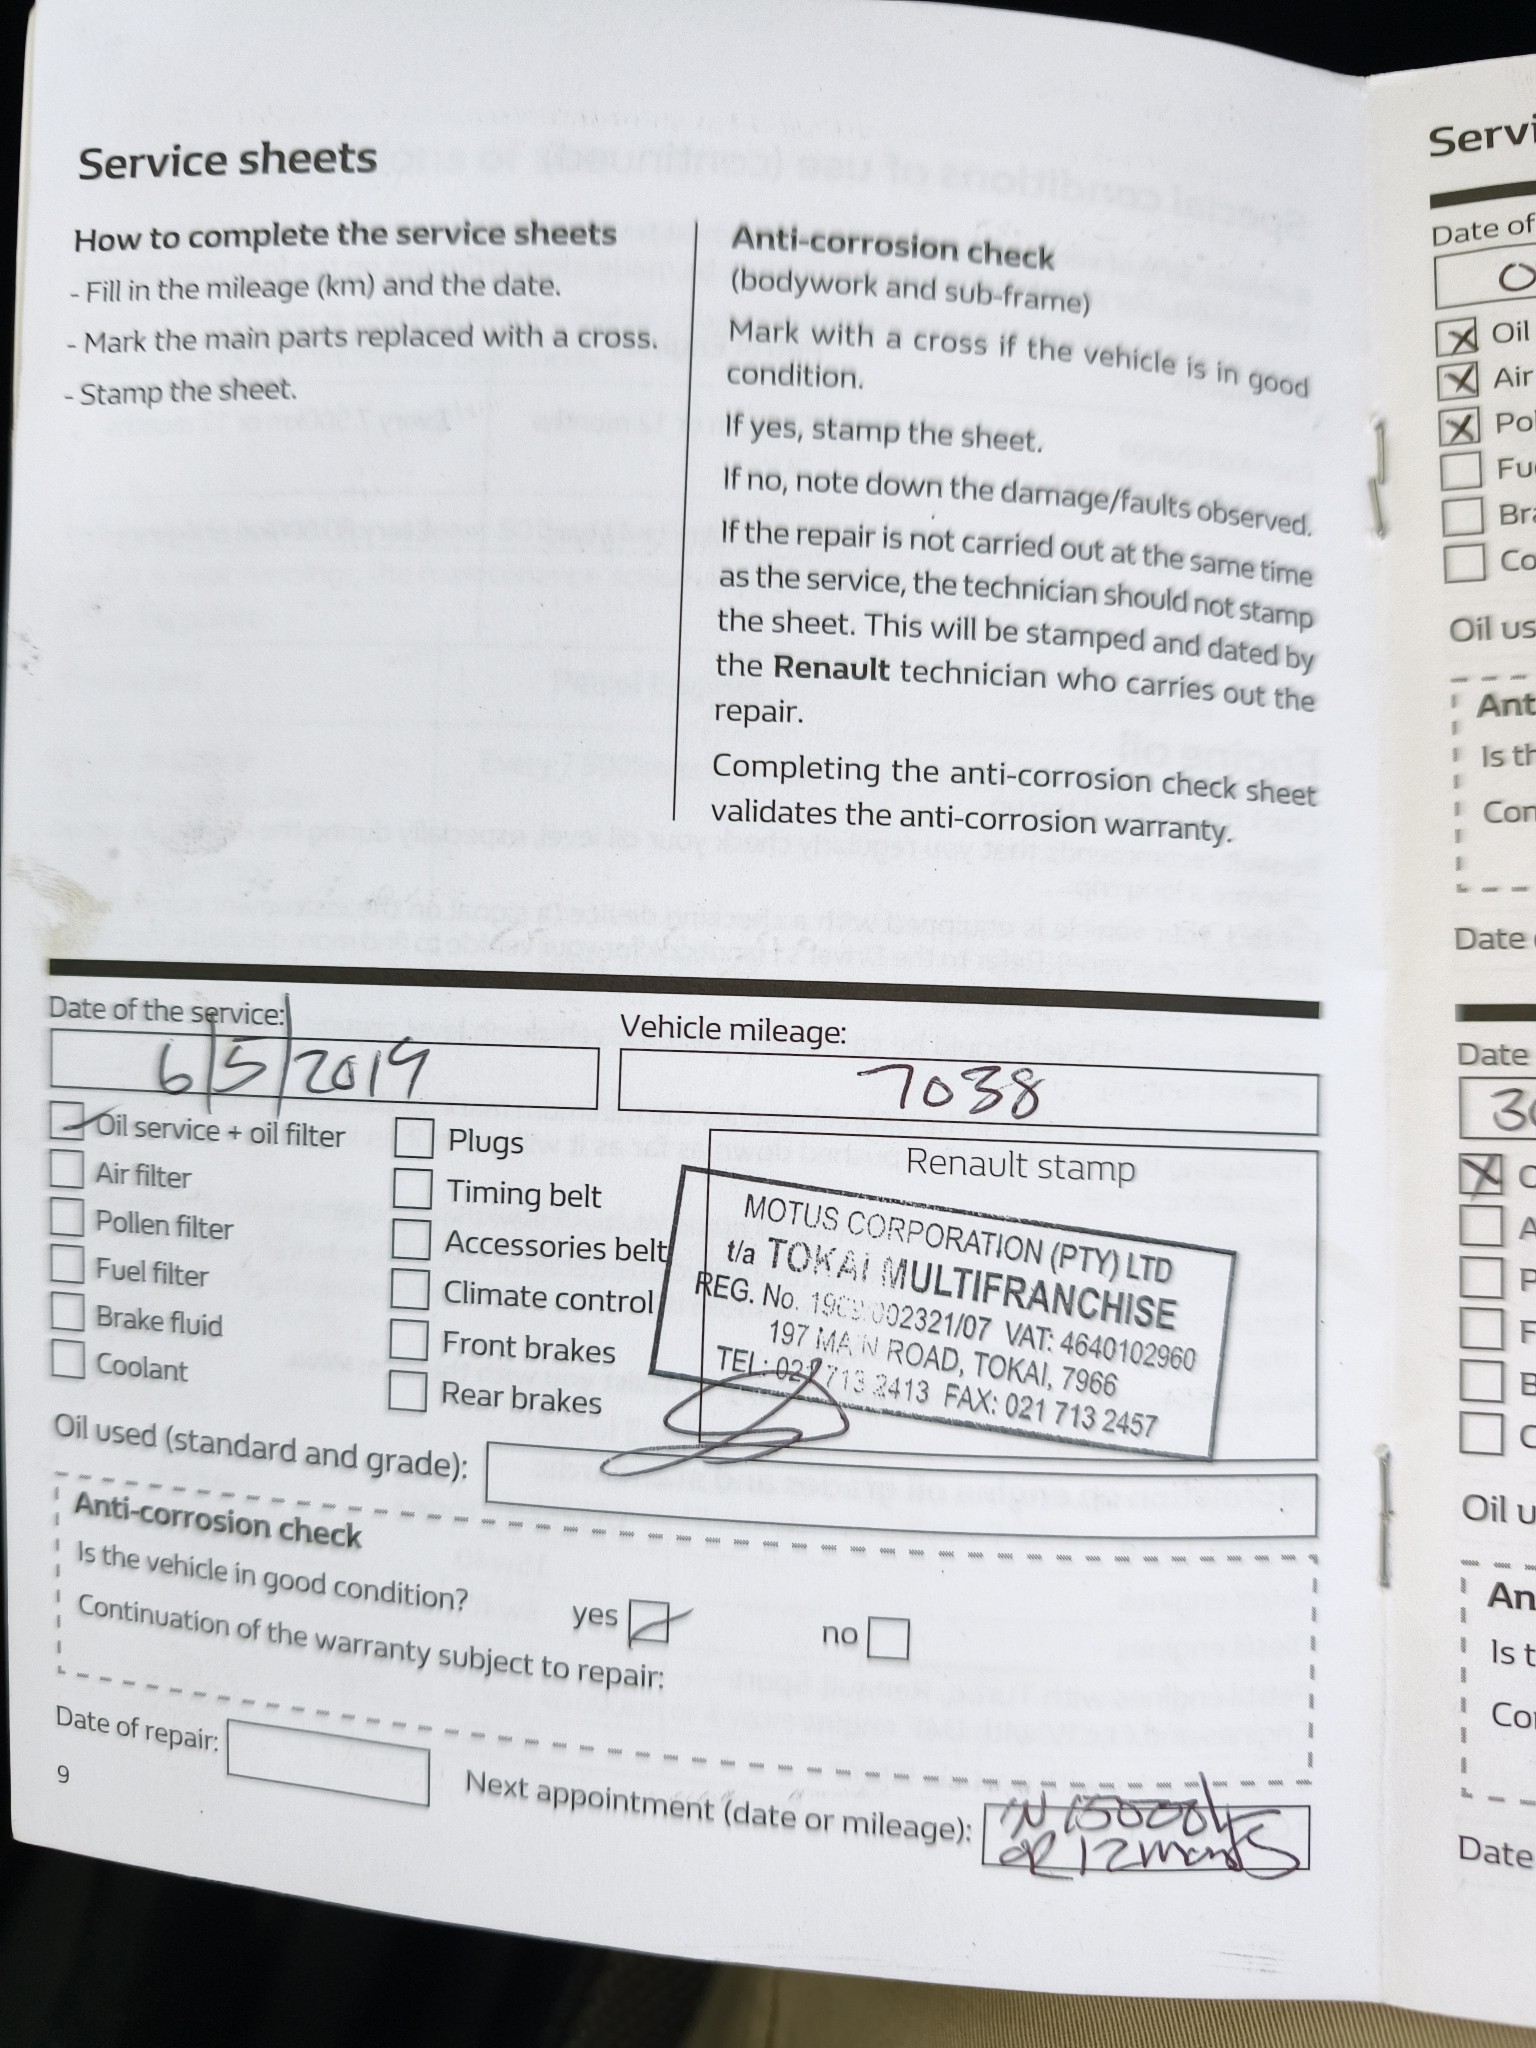 Service sheets
How to complete the service sheets
- Fill in the mileage (km) and the date.
- Mark the main parts replaced with a cross.
- Stamp the sheet.
Anti-corrosion check
(bodywork and sub-frame)
Mark with a cross if the vehicle is in good
condition.
If yes, stamp the sheet.
If no, note down the damage/faults observed.
If the repair is not carried out at the same time
as the service, the technician should not stamp
the sheet. This will be stamped and dated by
the Renault technician who carries out the
repair.
Completing the anti-corrosion check sheet
validates the anti-corrosion warranty.
Date of the service:
6/5/2019
Vehicle mileage:
7038
Oil service + oil filter
Air filter
Pollen filter
Fuel filter
Brake fluid
Coolant
Plugs
Timing belt
Accessories belt
Climate control
Front brakes
Rear brakes
Renault stamp
MOTUS CORPORATION (PTY) LTD
t/a TOKAI MULTIFRANCHISE
REG. No. VAT: 4640102960
197 MAIN ROAD, TOKAI, 7966
TEL: 021 713 2413 FAX: 021 713 2457
Oil used (standard and grade):
Anti-corrosion check
Is the vehicle in good condition?
yes
no
Continuation of the warranty subject to repair:
Date of repair:
9
Next appointment (date or mileage):
IN 15000
OR 12
Date of
Oil
Air
Oil us
Date
Date
Oil u
Is t
Date